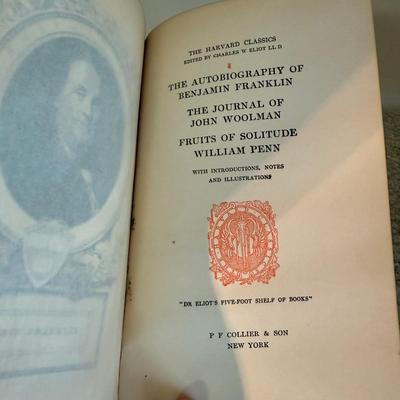 THE HARVARD CLASSICS
EDITED BY CHARLES W ELIOT LL D
THE AUTOBIOGRAPHY OF
BENJAMIN FRANKLIN
THE JOURNAL OF
JOHN WOOLMAN
FRUITS OF SOLITUDE
WILLIAM PENN
WITH INTRODUCTIONS, NOTES
AND ILLUSTRATIONS
"DR ELIOT'S FIVE-FOOT SHELF OF BOOKS"
P F COLLIER & SON
NEW YORK